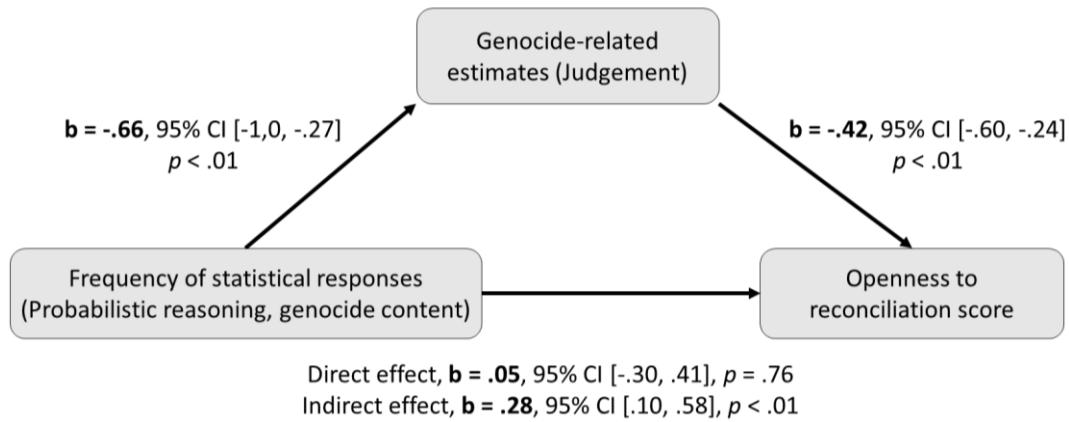 Genocide-related
estimates (Judgement)
b = -.66, 95% CI [-1,0, -.27]
p < .01
b = -.42, 95% CI [-.60, -.24]
p < .01
Frequency of statistical responses
(Probabilistic reasoning, genocide content)
Openness to
reconciliation score
Direct effect, b = .05, 95% CI [-.30, .41], p = .76
Indirect effect, b = .28, 95% CI [.10, .58], p < .01